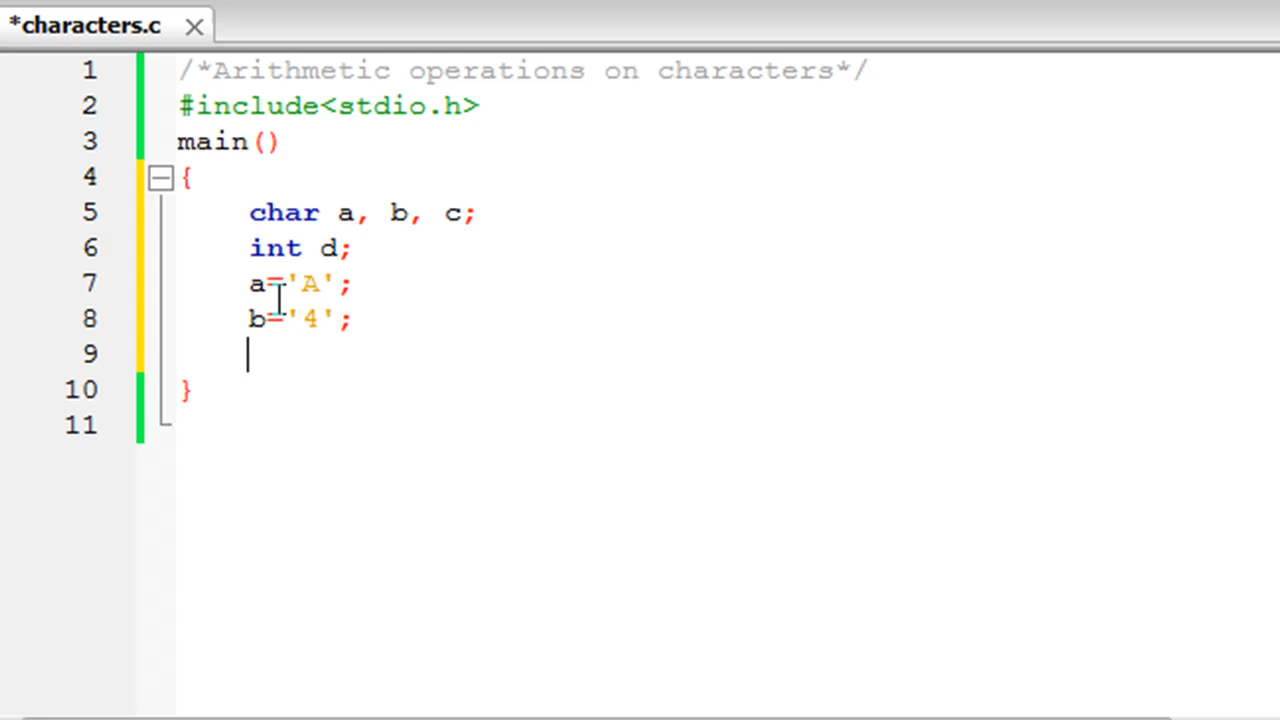 *characters.c
1 /*Arithmetic operations on characters*/
2 #include<stdio.h>
3 main()
4 {
5 char a, b, c;
6 int d;
7 a='A';
8 b='4';
9
10 }
11